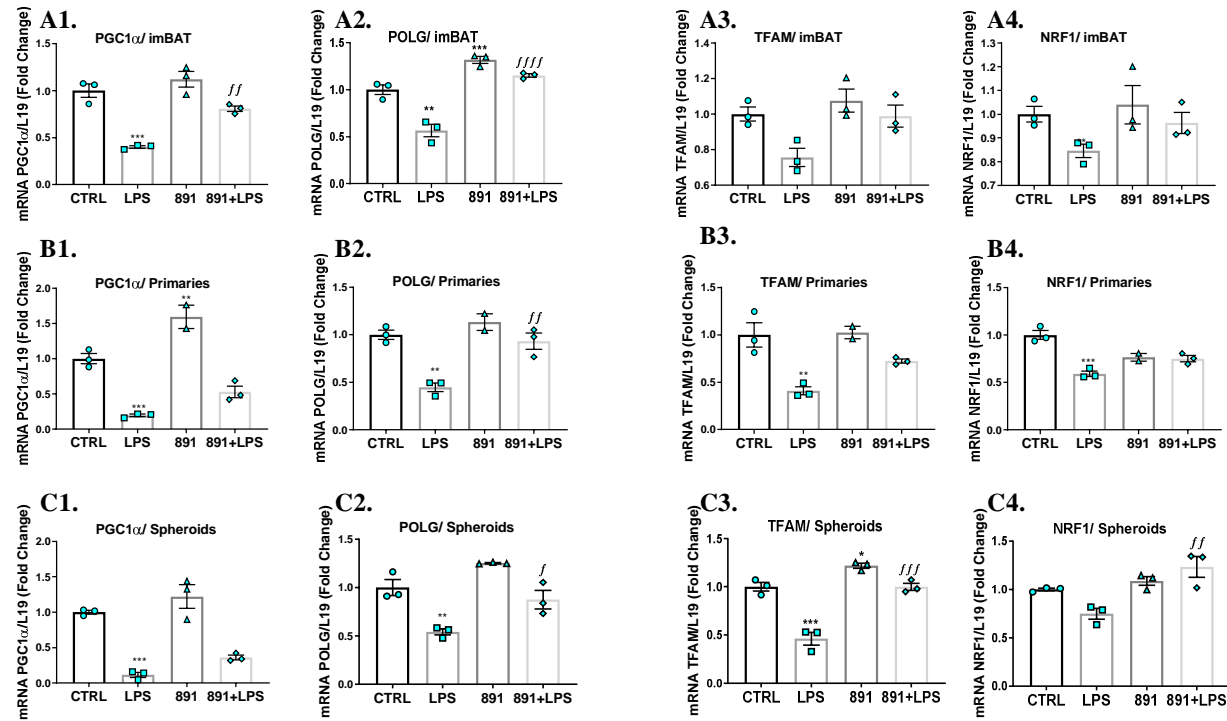 A1.
PGC1α/ imBAT
mRNA PGC1α/L19 (Fold Change)
1.5
1.0
0.5
0.0
***
ƒƒ
CTRL LPS 891 891+LPS
A2.
POLG/ imBAT
mRNA POLG/L19 (Fold Change)
1.5
1.0
0.5
0.0
**
***
ƒƒƒƒ
CTRL LPS 891 891+LPS
A3.
TFAM/ imBAT
mRNA TFAM/L19 (Fold Change)
1.4
1.2
1.0
0.8
0.6
CTRL LPS 891 891+LPS
A4.
NRF1/ imBAT
mRNA NRF1/L19 (Fold Change)
1.3
1.2
1.1
1.0
0.9
0.8
0.7
CTRL LPS 891 891+LPS
B1.
PGC1α/ Primaries
mRNA PGC1α/L19 (Fold Change)
2.0
1.5
1.0
0.5
0.0
***
**
CTRL LPS 891 891+LPS
B2.
POLG/ Primaries
mRNA POLG/L19 (Fold Change)
1.5
1.0
0.5
0.0
**
ƒƒ
CTRL LPS 891 891+LPS
B3.
TFAM/ Primaries
mRNA TFAM/L19 (Fold Change)
1.5
1.0
0.5
0.0
**
CTRL LPS 891 891+LPS
B4.
NRF1/ Primaries
mRNA NRF1/L19 (Fold Change)
1.5
1.0
0.5
0.0
***
CTRL LPS 891 891+LPS
C1.
PGC1α/ Spheroids
mRNA PGC1α/L19 (Fold Change)
2.0
1.5
1.0
0.5
0.0
***
CTRL LPS 891 891+LPS
C2.
POLG/ Spheroids
mRNA POLG/L19 (Fold Change)
1.5
1.0
0.5
0.0
**
ƒ
CTRL LPS 891 891+LPS
C3.
TFAM/ Spheroids
mRNA TFAM/L19 (Fold Change)
1.5
1.0
0.5
0.0
***
*
ƒƒƒ
CTRL LPS 891 891+LPS
C4.
NRF1/ Spheroids
mRNA NRF1/L19 (Fold Change)
1.5
1.0
0.5
0.0
ƒƒ
CTRL LPS 891 891+LPS